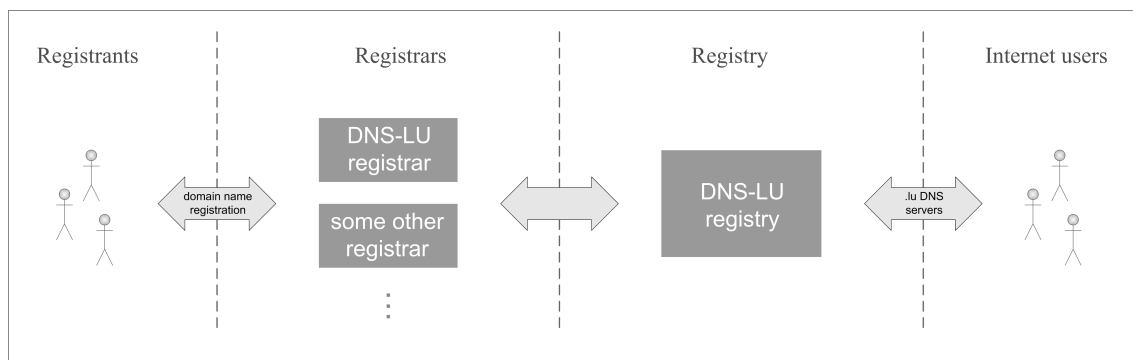 Registrants
Registrars
Registry
Internet users
domain name
registration
DNS-LU
registrar
some other
registrar
DNS-LU
registry
.lu DNS
servers